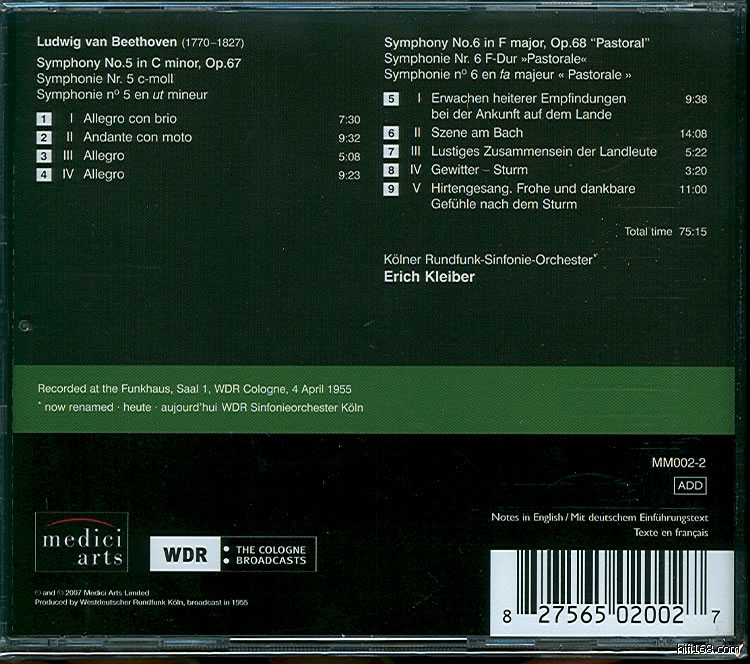 Ludwig van Beethoven (1770–1827)
Symphony No.5 in C minor, Op.67
Symphonie Nr. 5 c-moll
Symphonie nº 5 en ut mineur
1 I Allegro con brio 7:30
2 II Andante con moto 9:32
3 III Allegro 5:08
4 IV Allegro 9:23
Symphony No.6 in F major, Op.68 “Pastoral”
Symphonie Nr. 6 F-Dur »Pastorale«
Symphonie nº 6 en fa majeur « Pastorale »
5 I Erwachen heiterer Empfindungen 9:38
bei der Ankunft auf dem Lande
6 II Szene am Bach 14:08
7 III Lustiges Zusammensein der Landleute 5:22
8 IV Gewitter – Sturm 3:20
9 V Hirtengesang. Frohe und dankbare 11:00
Gefühle nach dem Sturm
Total time 75:15
Kölner Rundfunk-Sinfonie-Orchester*
Erich Kleiber
Recorded at the Funkhaus, Saal 1, WDR Cologne, 4 April 1955
* now renamed · heute · aujourd'hui WDR Sinfonieorchester Köln
MM002-2
ADD
Notes in English / Mit deutschem Einführungstext
Texte en français
medici
arts
WDR THE COLOGNE
BROADCASTS
℗ and © 2007 Medici Arts Limited
Produced by Westdeutscher Rundfunk Köln, broadcast in 1955
8 27565 02002 7
hifi168.com